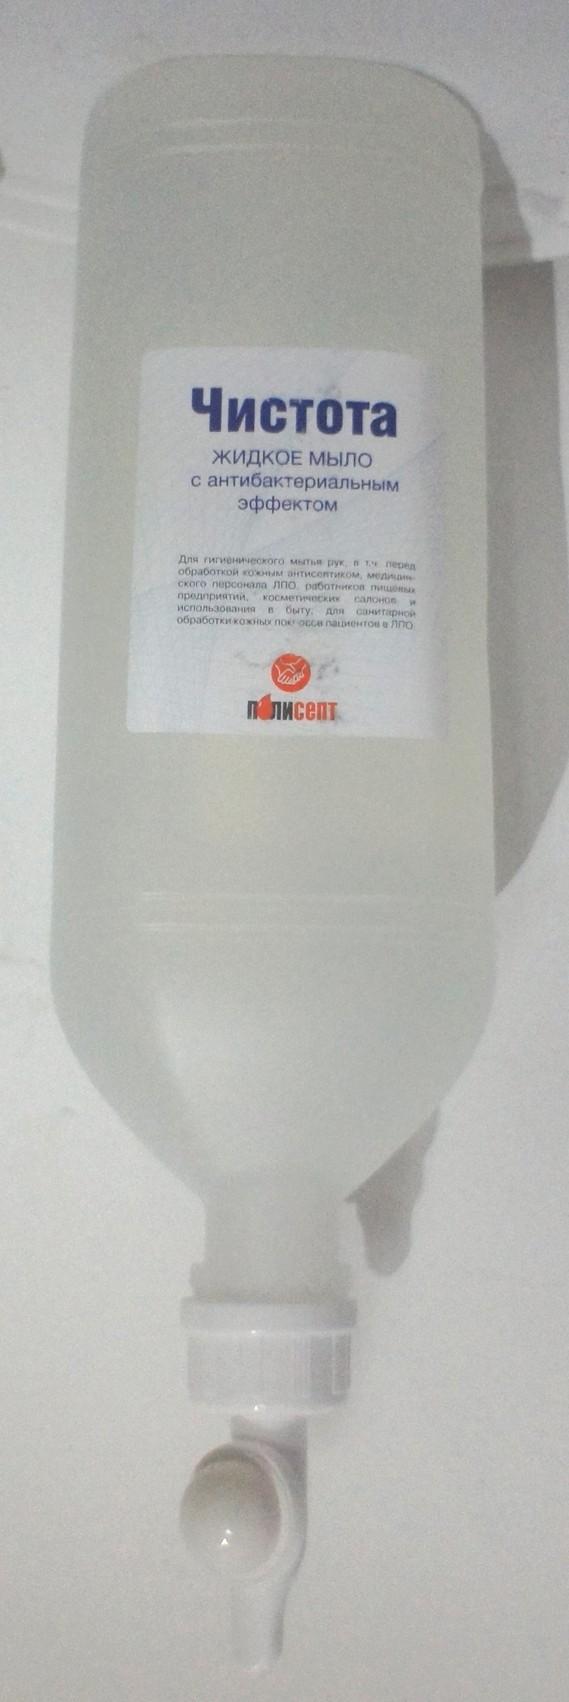 Чистота
ЖИДКОЕ МЫЛО
с антибактериальным
эффектом
Для гигиенического мытья рук, в т.ч. перед
обработкой кожным антисептиком, медицин-
ского персонала ЛПО, работников пищевых
предприятий, косметических салонов и
использования в быту; для санитарной
обработки кожных покровов пациентов в ЛПО
полисепт